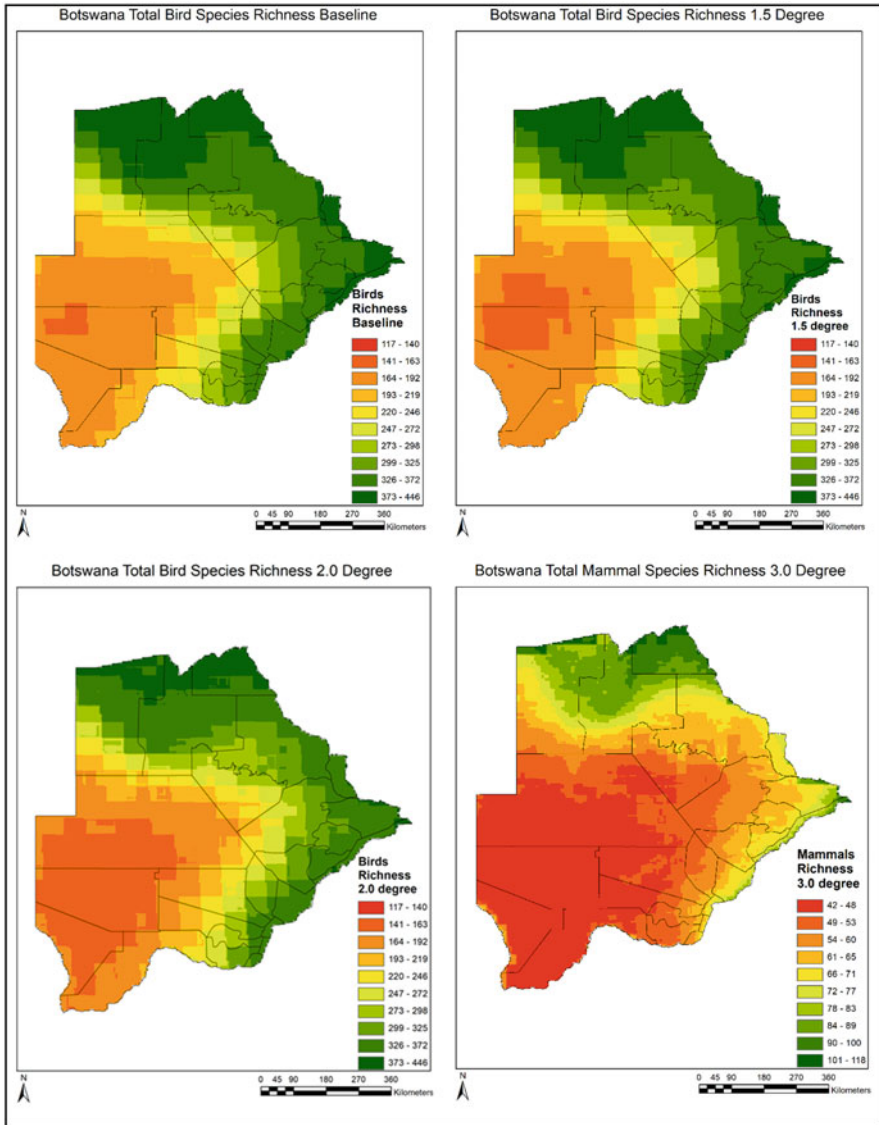 Botswana Total Bird Species Richness Baseline
Birds
Richness
Baseline
117 - 140
141 - 163
164 - 192
193 - 219
220 - 246
247 - 272
273 - 298
299 - 325
326 - 372
373 - 446
N
0 45 90 180 270 360
Kilometers
Botswana Total Bird Species Richness 1.5 Degree
Birds
Richness
1.5 degree
117 - 140
141 - 163
164 - 192
193 - 219
220 - 246
247 - 272
273 - 298
299 - 325
326 - 372
373 - 446
N
0 45 90 180 270 360
Kilometers
Botswana Total Bird Species Richness 2.0 Degree
Birds
Richness
2.0 degree
117 - 140
141 - 163
164 - 192
193 - 219
220 - 246
247 - 272
273 - 298
299 - 325
326 - 372
373 - 446
N
0 45 90 180 270 360
Kilometers
Botswana Total Mammal Species Richness 3.0 Degree
Mammals
Richness
3.0 degree
42 - 48
49 - 53
54 - 60
61 - 65
66 - 71
72 - 77
78 - 83
84 - 89
90 - 100
101 - 118
N
0 45 90 180 270 360
Kilometers